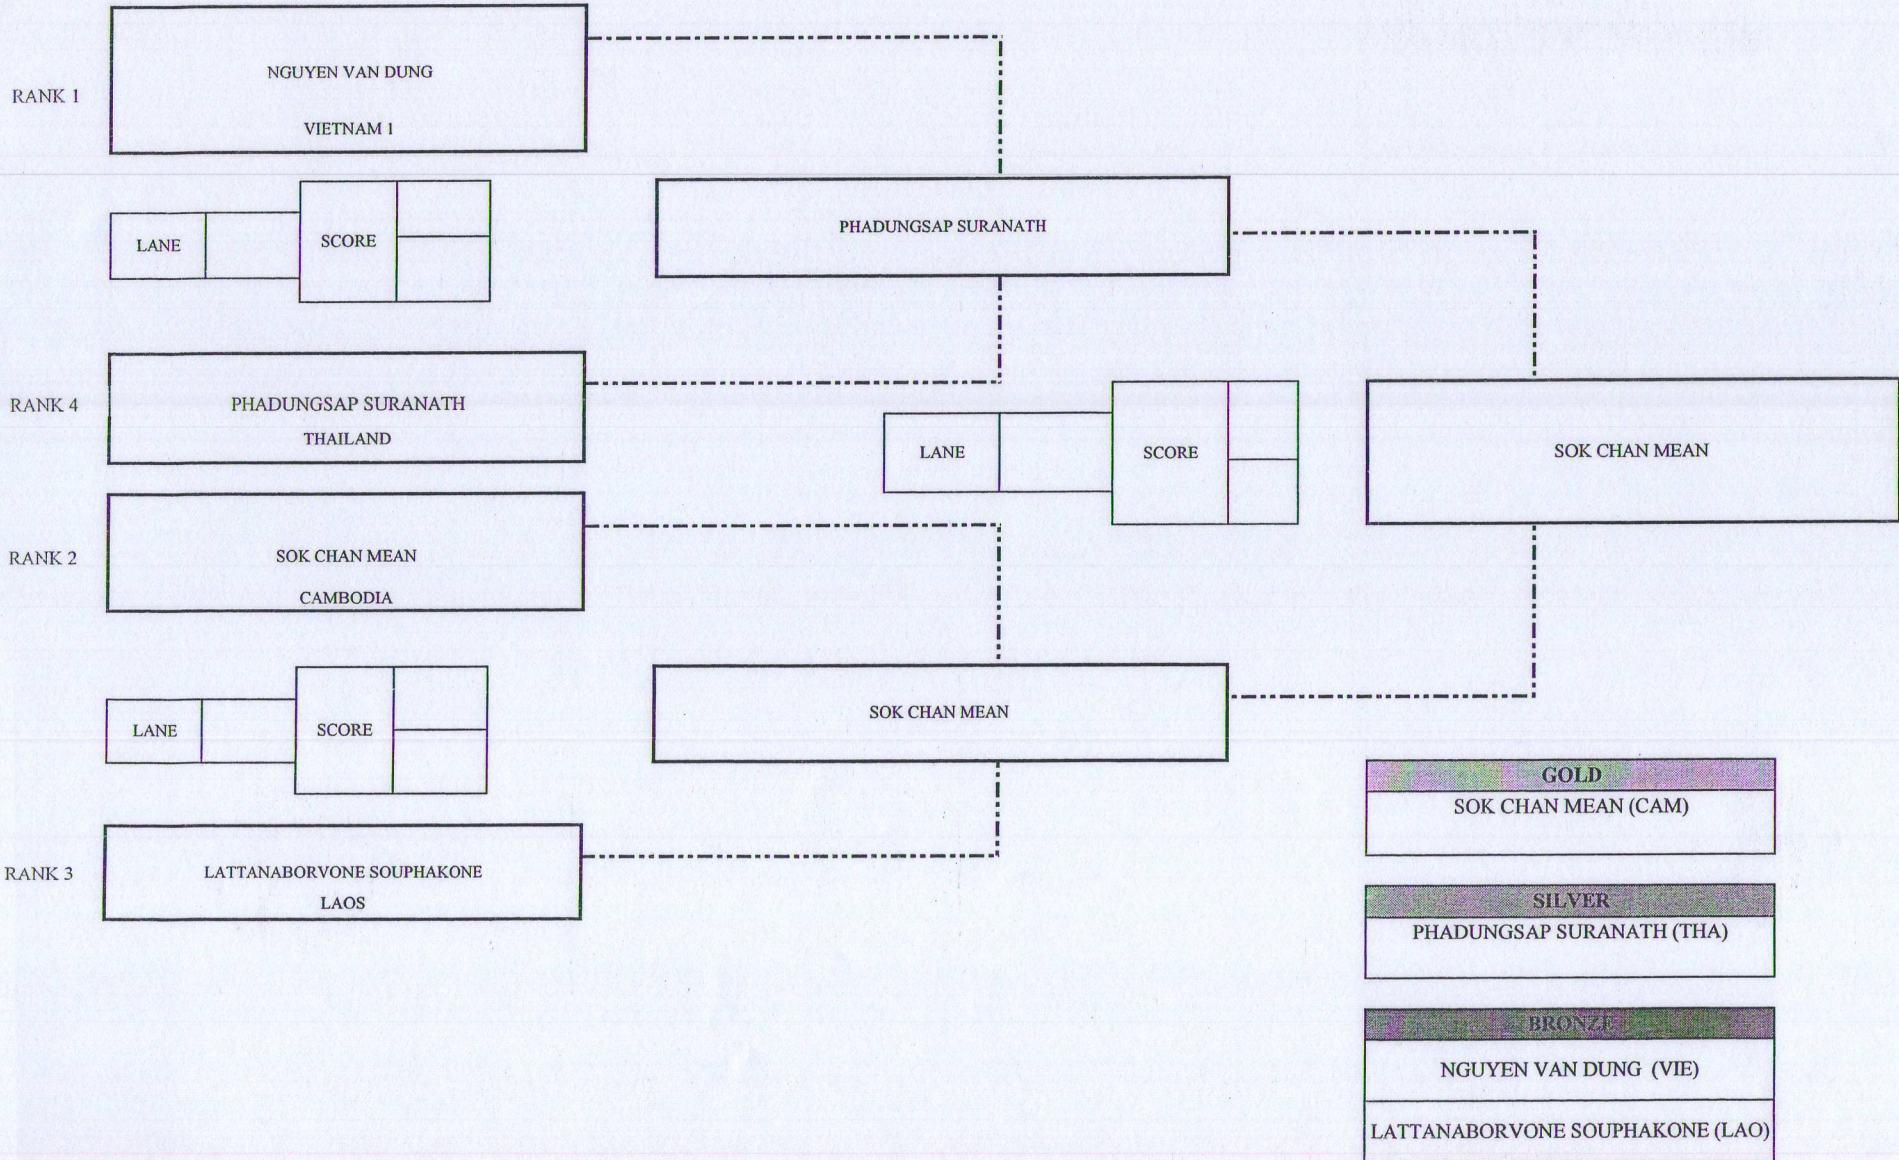 RANK 1
NGUYEN VAN DUNG
VIETNAM 1
LANE
SCORE
PHADUNGSAP SURANATH
RANK 4
PHADUNGSAP SURANATH
THAILAND
LANE
SCORE
SOK CHAN MEAN
RANK 2
SOK CHAN MEAN
CAMBODIA
LANE
SCORE
SOK CHAN MEAN
RANK 3
LATTANABORVONE SOUPHAKONE
LAOS
GOLD
SOK CHAN MEAN (CAM)
SILVER
PHADUNGSAP SURANATH (THA)
BRONZE
NGUYEN VAN DUNG (VIE)
LATTANABORVONE SOUPHAKONE (LAO)